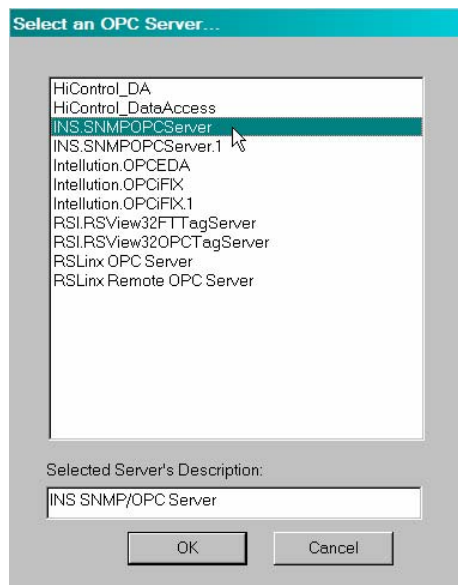 Select an OPC Server...
HiControl_DA
HiControl_DataAccess
INS.SNMPOPCServer
INS.SNMPOPCServer.1
Intellution.OPCEDA
Intellution.OPCiFIX
Intellution.OPCiFIX.1
RSI.RSView32FTTagServer
RSI.RSView32OPCTagServer
RSLinx OPC Server
RSLinx Remote OPC Server
Selected Server's Description:
INS SNMP/OPC Server
OK Cancel